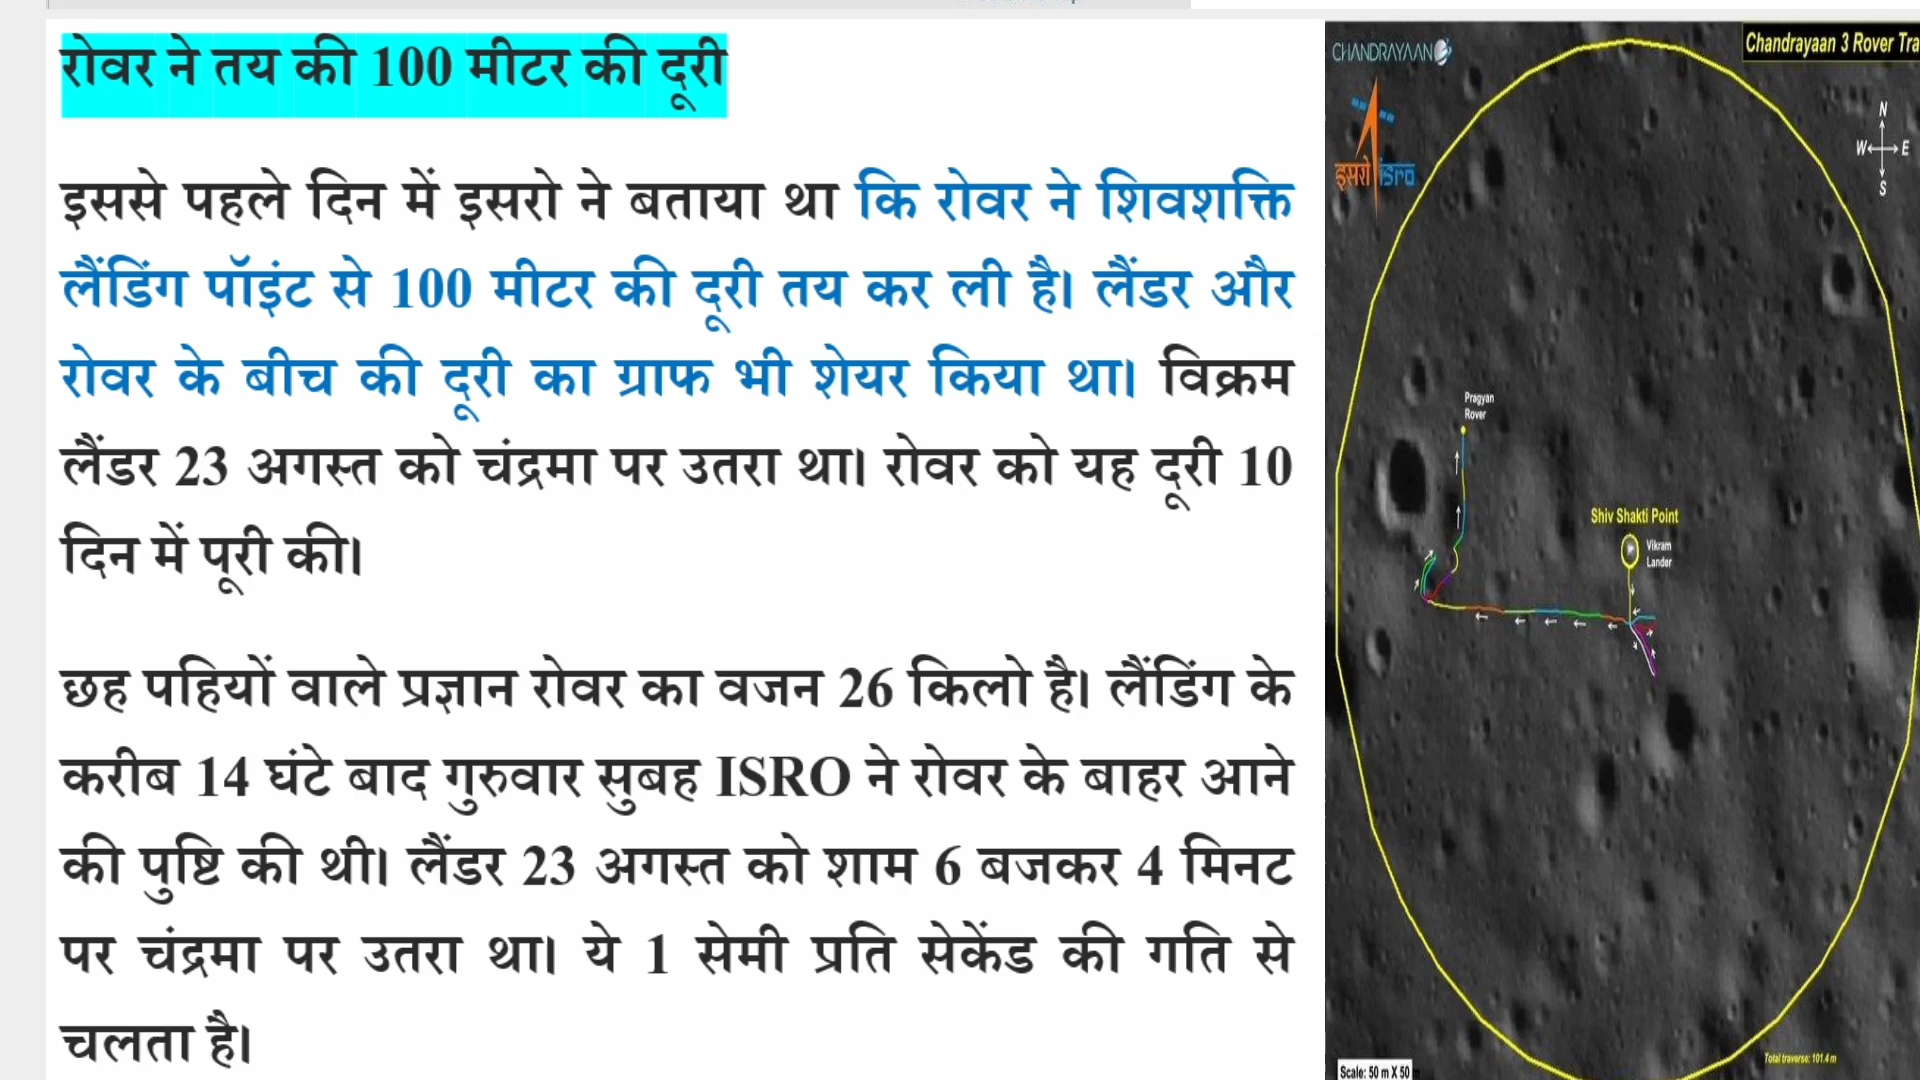 रोवर ने तय की 100 मीटर की दूरी
इससे पहले दिन में इसरो ने बताया था कि रोवर ने शिवशक्ति
लैंडिंग पॉइंट से 100 मीटर की दूरी तय कर ली है। लैंडर और
रोवर के बीच की दूरी का ग्राफ भी शेयर किया था। विक्रम
लैंडर 23 अगस्त को चंद्रमा पर उतरा था। रोवर को यह दूरी 10
दिन में पूरी की।
छह पहियों वाले प्रज्ञान रोवर का वजन 26 किलो है। लैंडिंग के
करीब 14 घंटे बाद गुरुवार सुबह ISRO ने रोवर के बाहर आने
की पुष्टि की थी। लैंडर 23 अगस्त को शाम 6 बजकर 4 मिनट
पर चंद्रमा पर उतरा था। ये 1 सेमी प्रति सेकेंड की गति से
चलता है।
CHANDRAYAAN
Chandrayaan 3 Rover Tra
इसरो isro
N
W E
S
Pragyan
Rover
Shiv Shakti Point
Vikram
Lander
Total traverse: 101.4 m
Scale: 50 m X 50 m